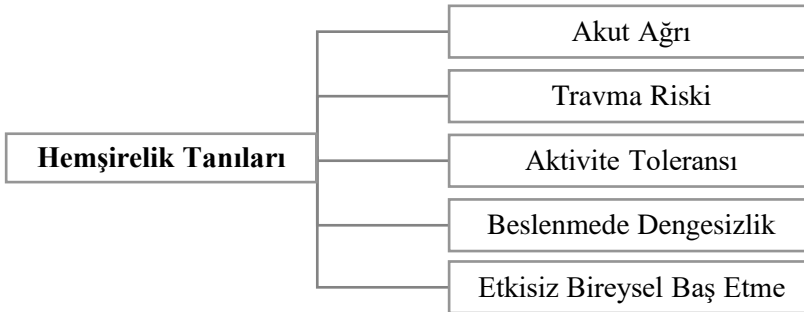 Hemşirelik Tanıları
Akut Ağrı
Travma Riski
Aktivite Toleransı
Beslenmede Dengesizlik
Etkisiz Bireysel Baş Etme